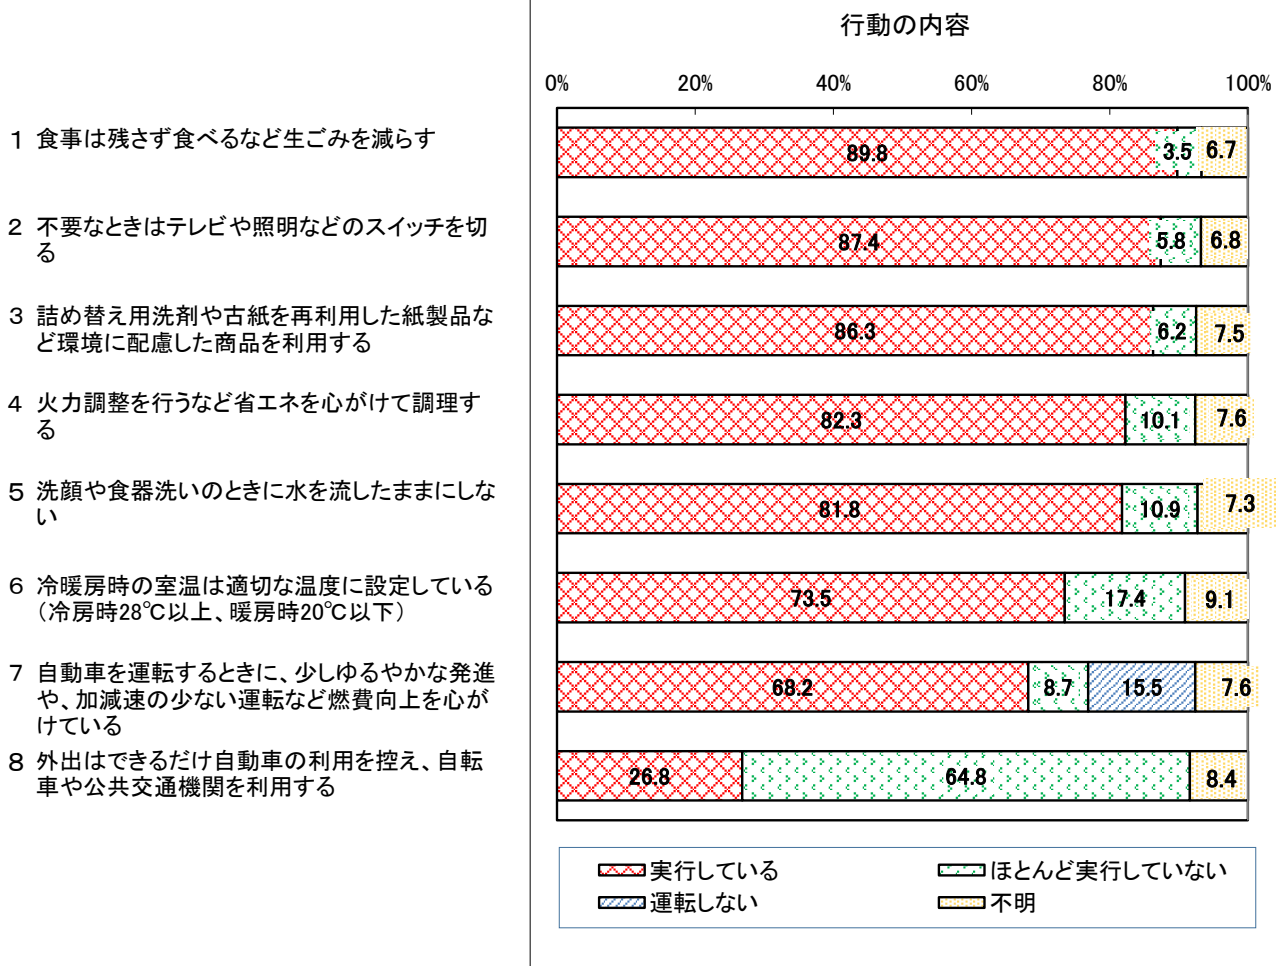 行動の内容
0% 20% 40% 60% 80% 100%
1 食事は残さず食べるなど生ごみを減らす
89.8 3.5 6.7
2 不要なときはテレビや照明などのスイッチを切
る
87.4 5.8 6.8
3 詰め替え用洗剤や古紙を再利用した紙製品な
ど環境に配慮した商品を利用する
86.3 6.2 7.5
4 火力調整を行うなど省エネを心がけて調理す
る
82.3 10.1 7.6
5 洗顔や食器洗いのときに水を流したままにしな
い
81.8 10.9 7.3
6 冷暖房時の室温は適切な温度に設定している
(冷房時28℃以上、暖房時20℃以下)
73.5 17.4 9.1
7 自動車を運転するときに、少しゆるやかな発進
や、加減速の少ない運転など燃費向上を心が
けている
68.2 8.7 15.5 7.6
8 外出はできるだけ自動車の利用を控え、自転
車や公共交通機関を利用する
26.8 64.8 8.4
実行している ほとんど実行していない
運転しない 不明